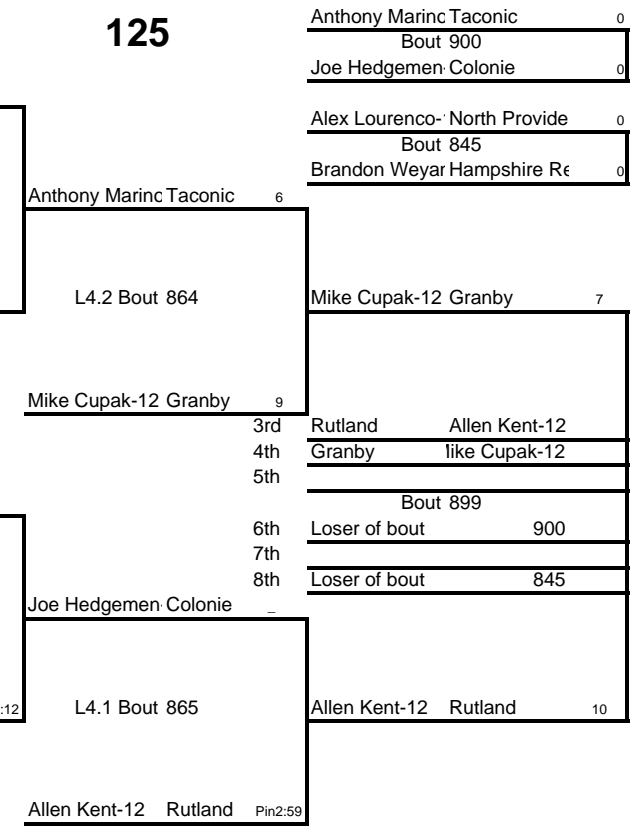 125
Anthony Marino Taconic 0
Bout 900
Joe Hedgemen- Colonie 0
Alex Lourenco- North Provide 0
Bout 845
Brandon Weyar Hampshire Re 0
Anthony Marino Taconic 6
L4.2 Bout 864
Mike Cupak-12 Granby 7
Mike Cupak-12 Granby 9
3rd Rutland Allen Kent-12
4th Granby like Cupak-12
5th
Bout 899
6th Loser of bout 900
7th
8th Loser of bout 845
Joe Hedgemen- Colonie _
:12 L4.1 Bout 865
Allen Kent-12 Rutland 10
Allen Kent-12 Rutland Pin2:59